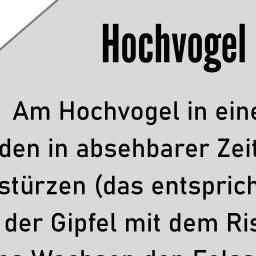 Hochvogel
Am Hochvogel in eine
den in absehbarer Zeit
stürzen (das entsprich
der Gipfel mit dem Ris